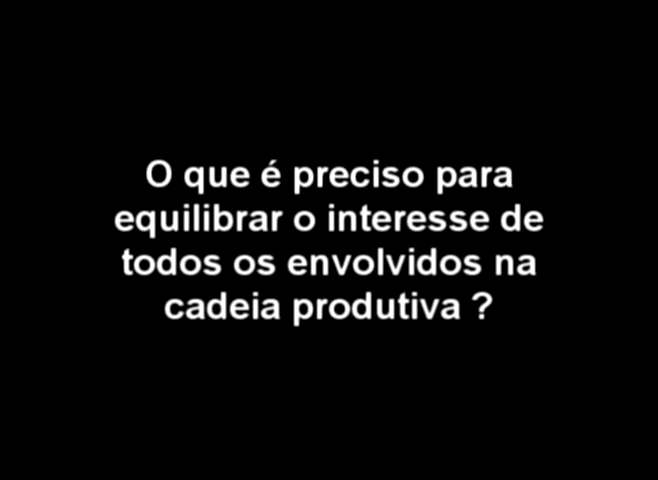 O que é preciso para
equilibrar o interesse de
todos os envolvidos na
cadeia produtiva ?